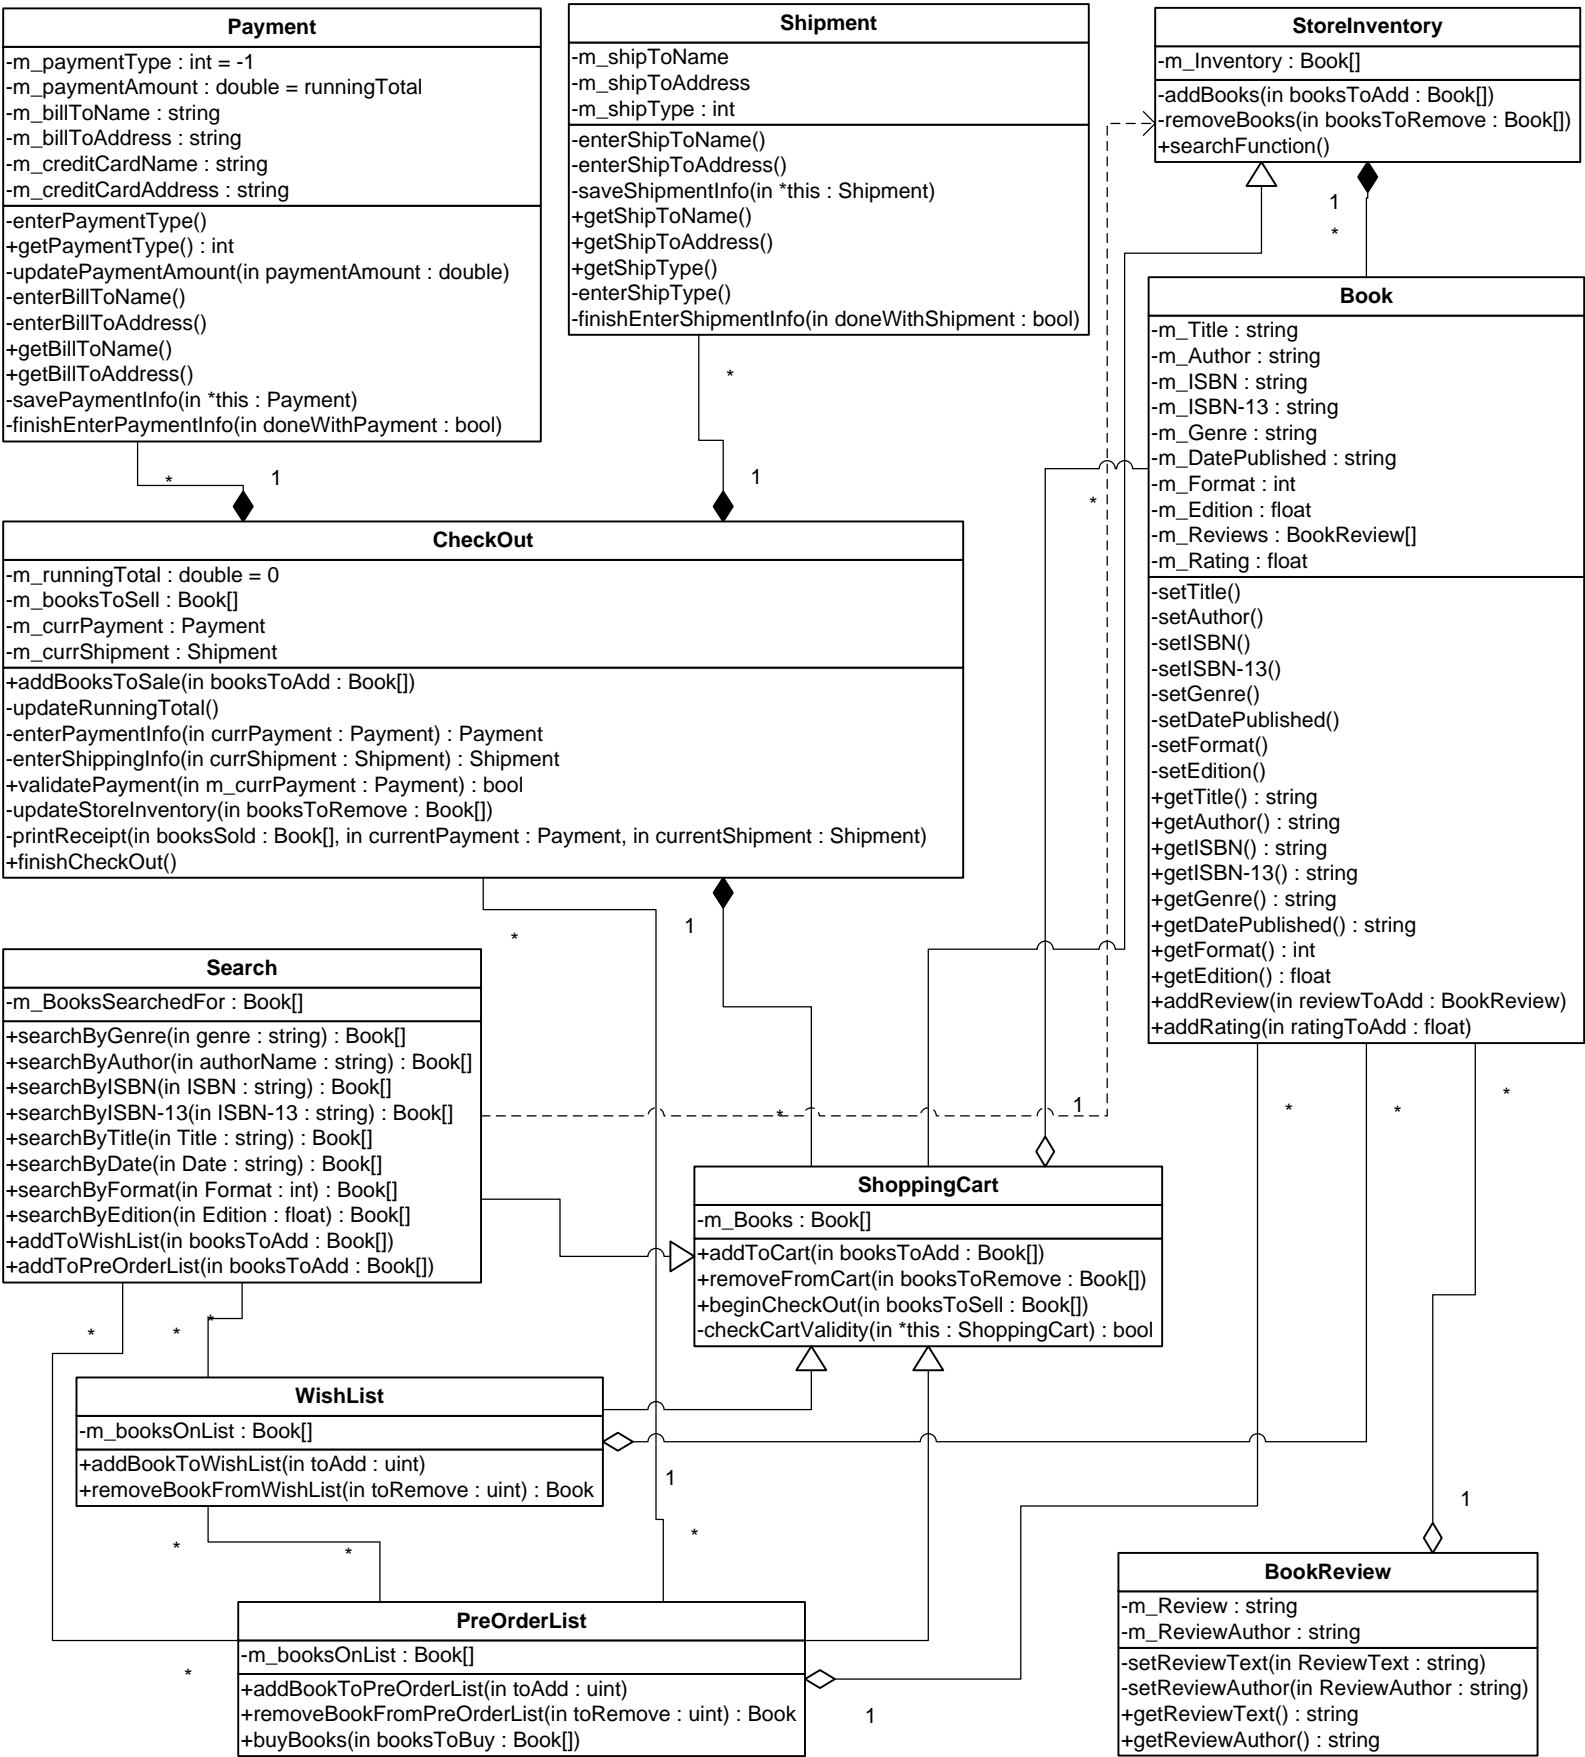 Payment
-m_paymentType : int = -1
-m_paymentAmount : double = runningTotal
-m_billToName : string
-m_billToAddress : string
-m_creditCardName : string
-m_creditCardAddress : string
-enterPaymentType()
+getPaymentType() : int
-updatePaymentAmount(in paymentAmount : double)
-enterBillToName()
-enterBillToAddress()
+getBillToName()
+getBillToAddress()
-savePaymentInfo(in *this : Payment)
-finishEnterPaymentInfo(in doneWithPayment : bool)
Shipment
-m_shipToName
-m_shipToAddress
-m_shipType : int
-enterShipToName()
-enterShipToAddress()
-saveShipmentInfo(in *this : Shipment)
+getShipToName()
+getShipToAddress()
+getShipType()
-enterShipType()
-finishEnterShipmentInfo(in doneWithShipment : bool)
StoreInventory
-m_Inventory : Book[]
-addBooks(in booksToAdd : Book[])
-removeBooks(in booksToRemove : Book[])
+searchFunction()
1
*
Book
-m_Title : string
-m_Author : string
-m_ISBN : string
-m_ISBN-13 : string
-m_Genre : string
-m_DatePublished : string
-m_Format : int
-m_Edition : float
-m_Reviews : BookReview[]
-m_Rating : float
-setTitle()
-setAuthor()
-setISBN()
-setISBN-13()
-setGenre()
-setDatePublished()
-setFormat()
-setEdition()
+getTitle() : string
+getAuthor() : string
+getISBN() : string
+getISBN-13() : string
+getGenre() : string
+getDatePublished() : string
+getFormat() : int
+getEdition() : float
+addReview(in reviewToAdd : BookReview)
+addRating(in ratingToAdd : float)
*
*
1
*
1
CheckOut
-m_runningTotal : double = 0
-m_booksToSell : Book[]
-m_currPayment : Payment
-m_currShipment : Shipment
+addBooksToSale(in booksToAdd : Book[])
-updateRunningTotal()
-enterPaymentInfo(in currPayment : Payment) : Payment
-enterShippingInfo(in currShipment : Shipment) : Shipment
+validatePayment(in m_currPayment : Payment) : bool
-updateStoreInventory(in booksToRemove : Book[])
-printReceipt(in booksSold : Book[], in currentPayment : Payment, in currentShipment : Shipment)
+finishCheckOut()
*
1
Search
-m_BooksSearchedFor : Book[]
+searchByGenre(in genre : string) : Book[]
+searchByAuthor(in authorName : string) : Book[]
+searchByISBN(in ISBN : string) : Book[]
+searchByISBN-13(in ISBN-13 : string) : Book[]
+searchByTitle(in Title : string) : Book[]
+searchByDate(in Date : string) : Book[]
+searchByFormat(in Format : int) : Book[]
+searchByEdition(in Edition : float) : Book[]
+addToWishList(in booksToAdd : Book[])
+addToPreOrderList(in booksToAdd : Book[])
*
1
*
*
*
ShoppingCart
-m_Books : Book[]
+addToCart(in booksToAdd : Book[])
+removeFromCart(in booksToRemove : Book[])
+beginCheckOut(in booksToSell : Book[])
-checkCartValidity(in *this : ShoppingCart) : bool
*
*
*
WishList
-m_booksOnList : Book[]
+addBookToWishList(in toAdd : uint)
+removeBookFromWishList(in toRemove : uint) : Book
1
1
*
*
*
PreOrderList
-m_booksOnList : Book[]
+addBookToPreOrderList(in toAdd : uint)
+removeBookFromPreOrderList(in toRemove : uint) : Book
+buyBooks(in booksToBuy : Book[])
*
1
BookReview
-m_Review : string
-m_ReviewAuthor : string
-setReviewText(in ReviewText : string)
-setReviewAuthor(in ReviewAuthor : string)
+getReviewText() : string
+getReviewAuthor() : string